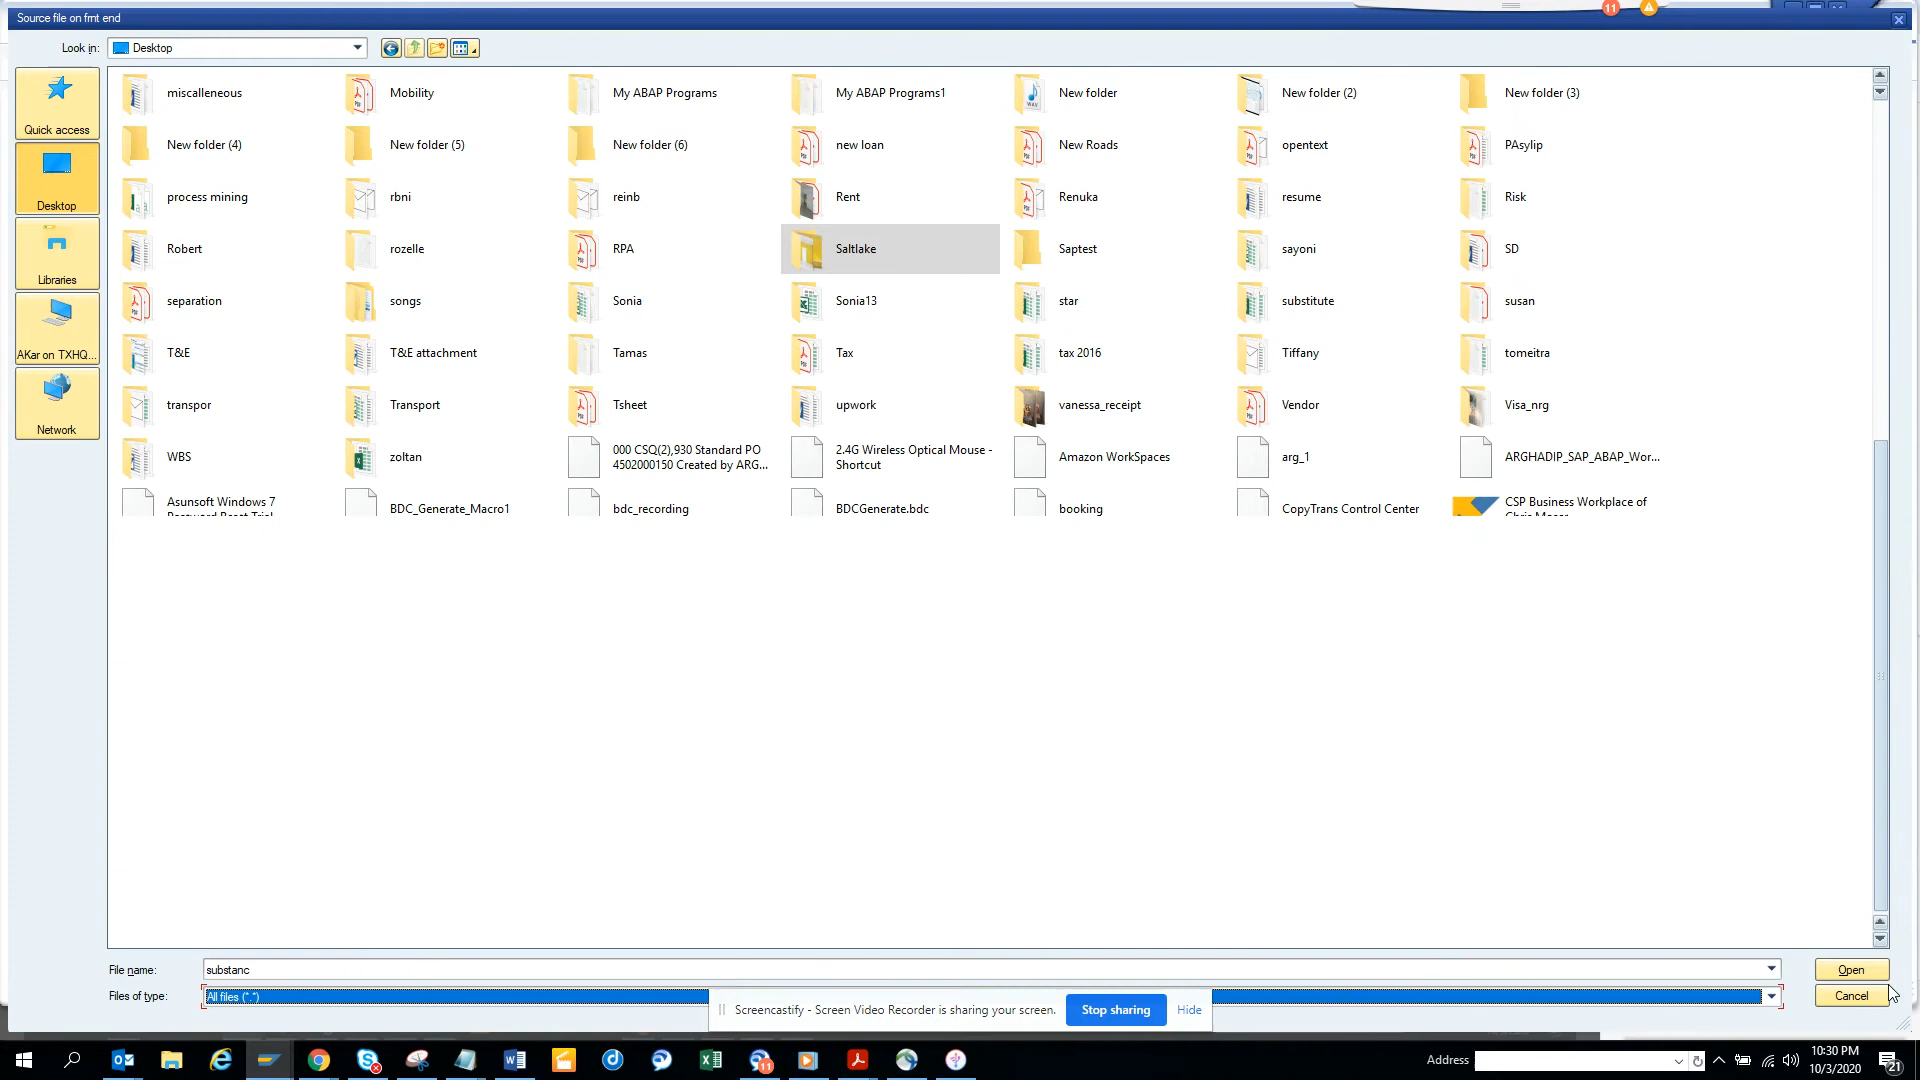 Source file on frnt end
11
Look in: Desktop
Quick access
Desktop
Libraries
AKar on TXHQ...
Network
miscalleneous Mobility My ABAP Programs My ABAP Programs1 New folder New folder (2) New folder (3)
WAV
New folder (4) New folder (5) New folder (6) new loan New Roads opentext PAsylip
process mining rbni reinb Rent Renuka resume Risk
Robert rozelle RPA Saltlake Saptest sayoni SD
separation songs Sonia Sonia13 star substitute susan
T&E T&E attachment Tamas Tax tax 2016 Tiffany tomeitra
transpor Transport Tsheet upwork vanessa_receipt Vendor Visa_nrg
WBS zoltan 000 CSQ(2),930 Standard PO 4502000150 Created by ARG... 2.4G Wireless Optical Mouse - Shortcut Amazon WorkSpaces arg_1 ARGHADIP_SAP_ABAP_Wor...
Asunsoft Windows 7 BDC_Generate_Macro1 bdc_recording BDCGenerate.bdc booking CopyTrans Control Center CSP Business Workplace of
File name: substanc Open
Files of type: All files (*.*) Cancel
Screencastify - Screen Video Recorder is sharing your screen. Stop sharing Hide
Address
11
10:30 PM
10/3/2020
21